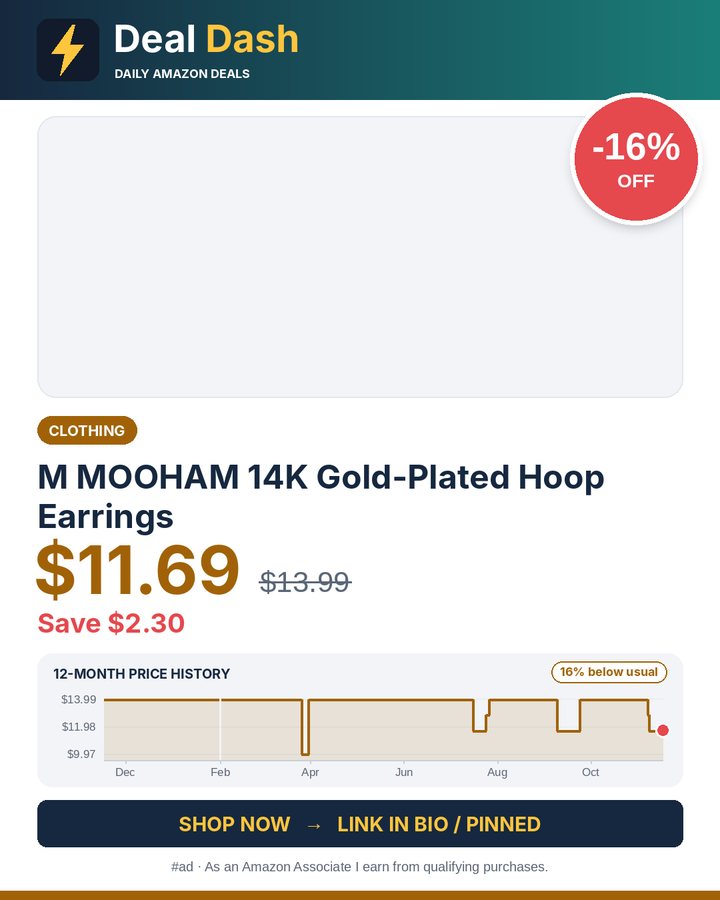 Deal Dash
DAILY AMAZON DEALS
-16%
OFF
CLOTHING
M MOOHAM 14K Gold-Plated Hoop
Earrings
$11.69 $13.99
Save $2.30
12-MONTH PRICE HISTORY
16% below usual
$13.99
$11.98
$9.97
Dec Feb Apr Jun Aug Oct
SHOP NOW → LINK IN BIO / PINNED
#ad · As an Amazon Associate I earn from qualifying purchases.